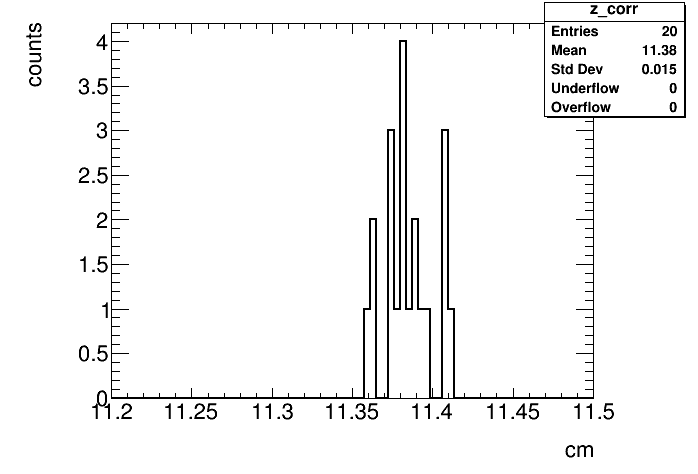 z_corr
Entries 20
Mean 11.38
Std Dev 0.015
Underflow 0
Overflow 0
counts
4
3.5
3
2.5
2
1.5
1
0.5
0
11.2 11.25 11.3 11.35 11.4 11.45 11.5
cm